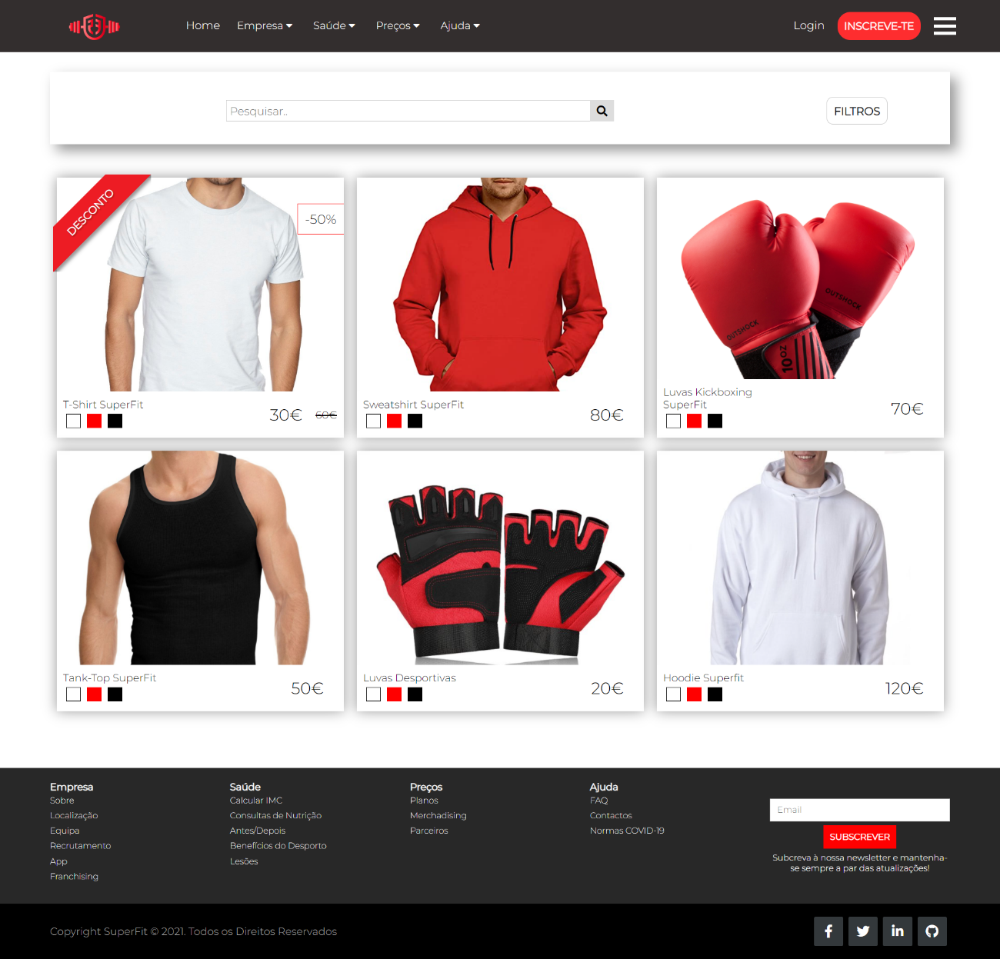 Home Empresa Saúde Preços Ajuda Login INSCREVE-TE
Pesquisar..
FILTROS
DESCONTO
-50%
OUTSHOCK
OUTSHOCK
10 OZ
T-Shirt SuperFit
30€ 60€
Sweatshirt SuperFit
80€
Luvas Kickboxing
SuperFit
70€
Tank-Top SuperFit
50€
Luvas Desportivas
20€
Hoodie Superfit
120€
Empresa
Sobre
Localização
Equipa
Recrutamento
App
Franchising
Saúde
Calcular IMC
Consultas de Nutrição
Antes/Depois
Benefícios do Desporto
Lesões
Preços
Planos
Merchadising
Parceiros
Ajuda
FAQ
Contactos
Normas COVID-19
Email
SUBSCREVER
Subcreva à nossa newsletter e mantenha-
se sempre a par das atualizações!
Copyright SuperFit © 2021. Todos os Direitos Reservados